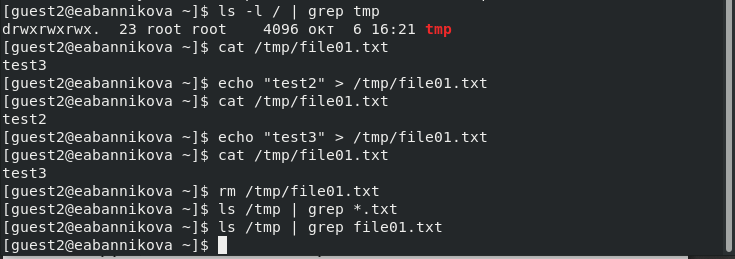 [guest2@eabannikova ~]$ ls -l / | grep tmp
drwxrwxrwx.  23 root root    4096 окт  6 16:21 tmp
[guest2@eabannikova ~]$ cat /tmp/file01.txt
test3
[guest2@eabannikova ~]$ echo "test2" > /tmp/file01.txt
[guest2@eabannikova ~]$ cat /tmp/file01.txt
test2
[guest2@eabannikova ~]$ echo "test3" > /tmp/file01.txt
[guest2@eabannikova ~]$ cat /tmp/file01.txt
test3
[guest2@eabannikova ~]$ rm /tmp/file01.txt
[guest2@eabannikova ~]$ ls /tmp | grep *.txt
[guest2@eabannikova ~]$ ls /tmp | grep file01.txt
[guest2@eabannikova ~]$